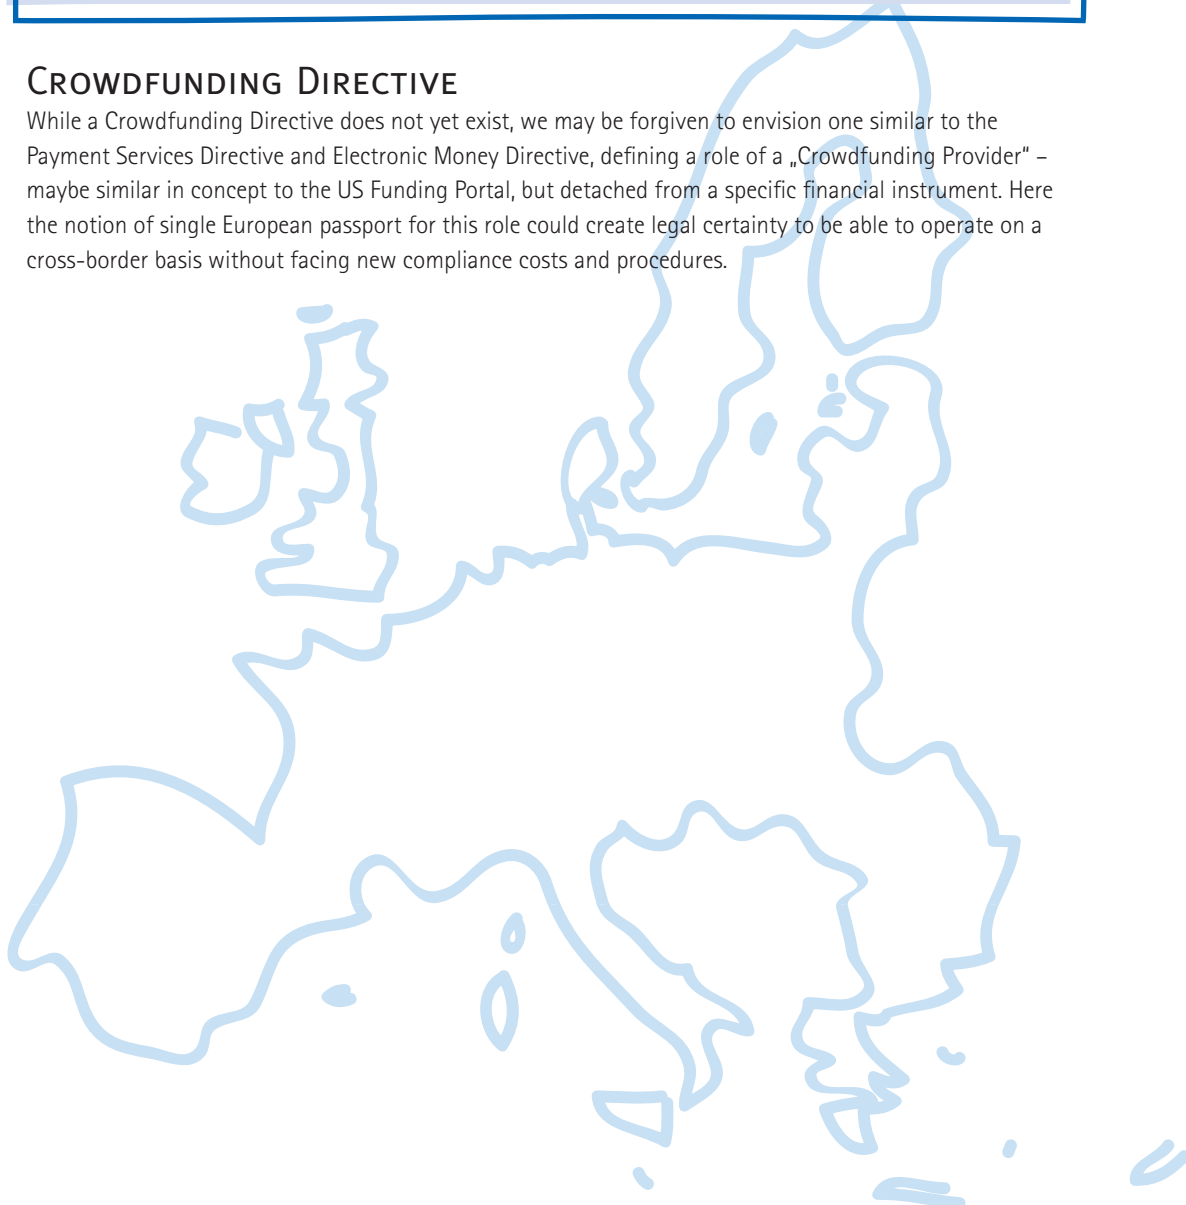 Crowdfunding Directive
While a Crowdfunding Directive does not yet exist, we may be forgiven to envision one similar to the
Payment Services Directive and Electronic Money Directive, defining a role of a „Crowdfunding Provider“ –
maybe similar in concept to the US Funding Portal, but detached from a specific financial instrument. Here
the notion of single European passport for this role could create legal certainty to be able to operate on a
cross-border basis without facing new compliance costs and procedures.